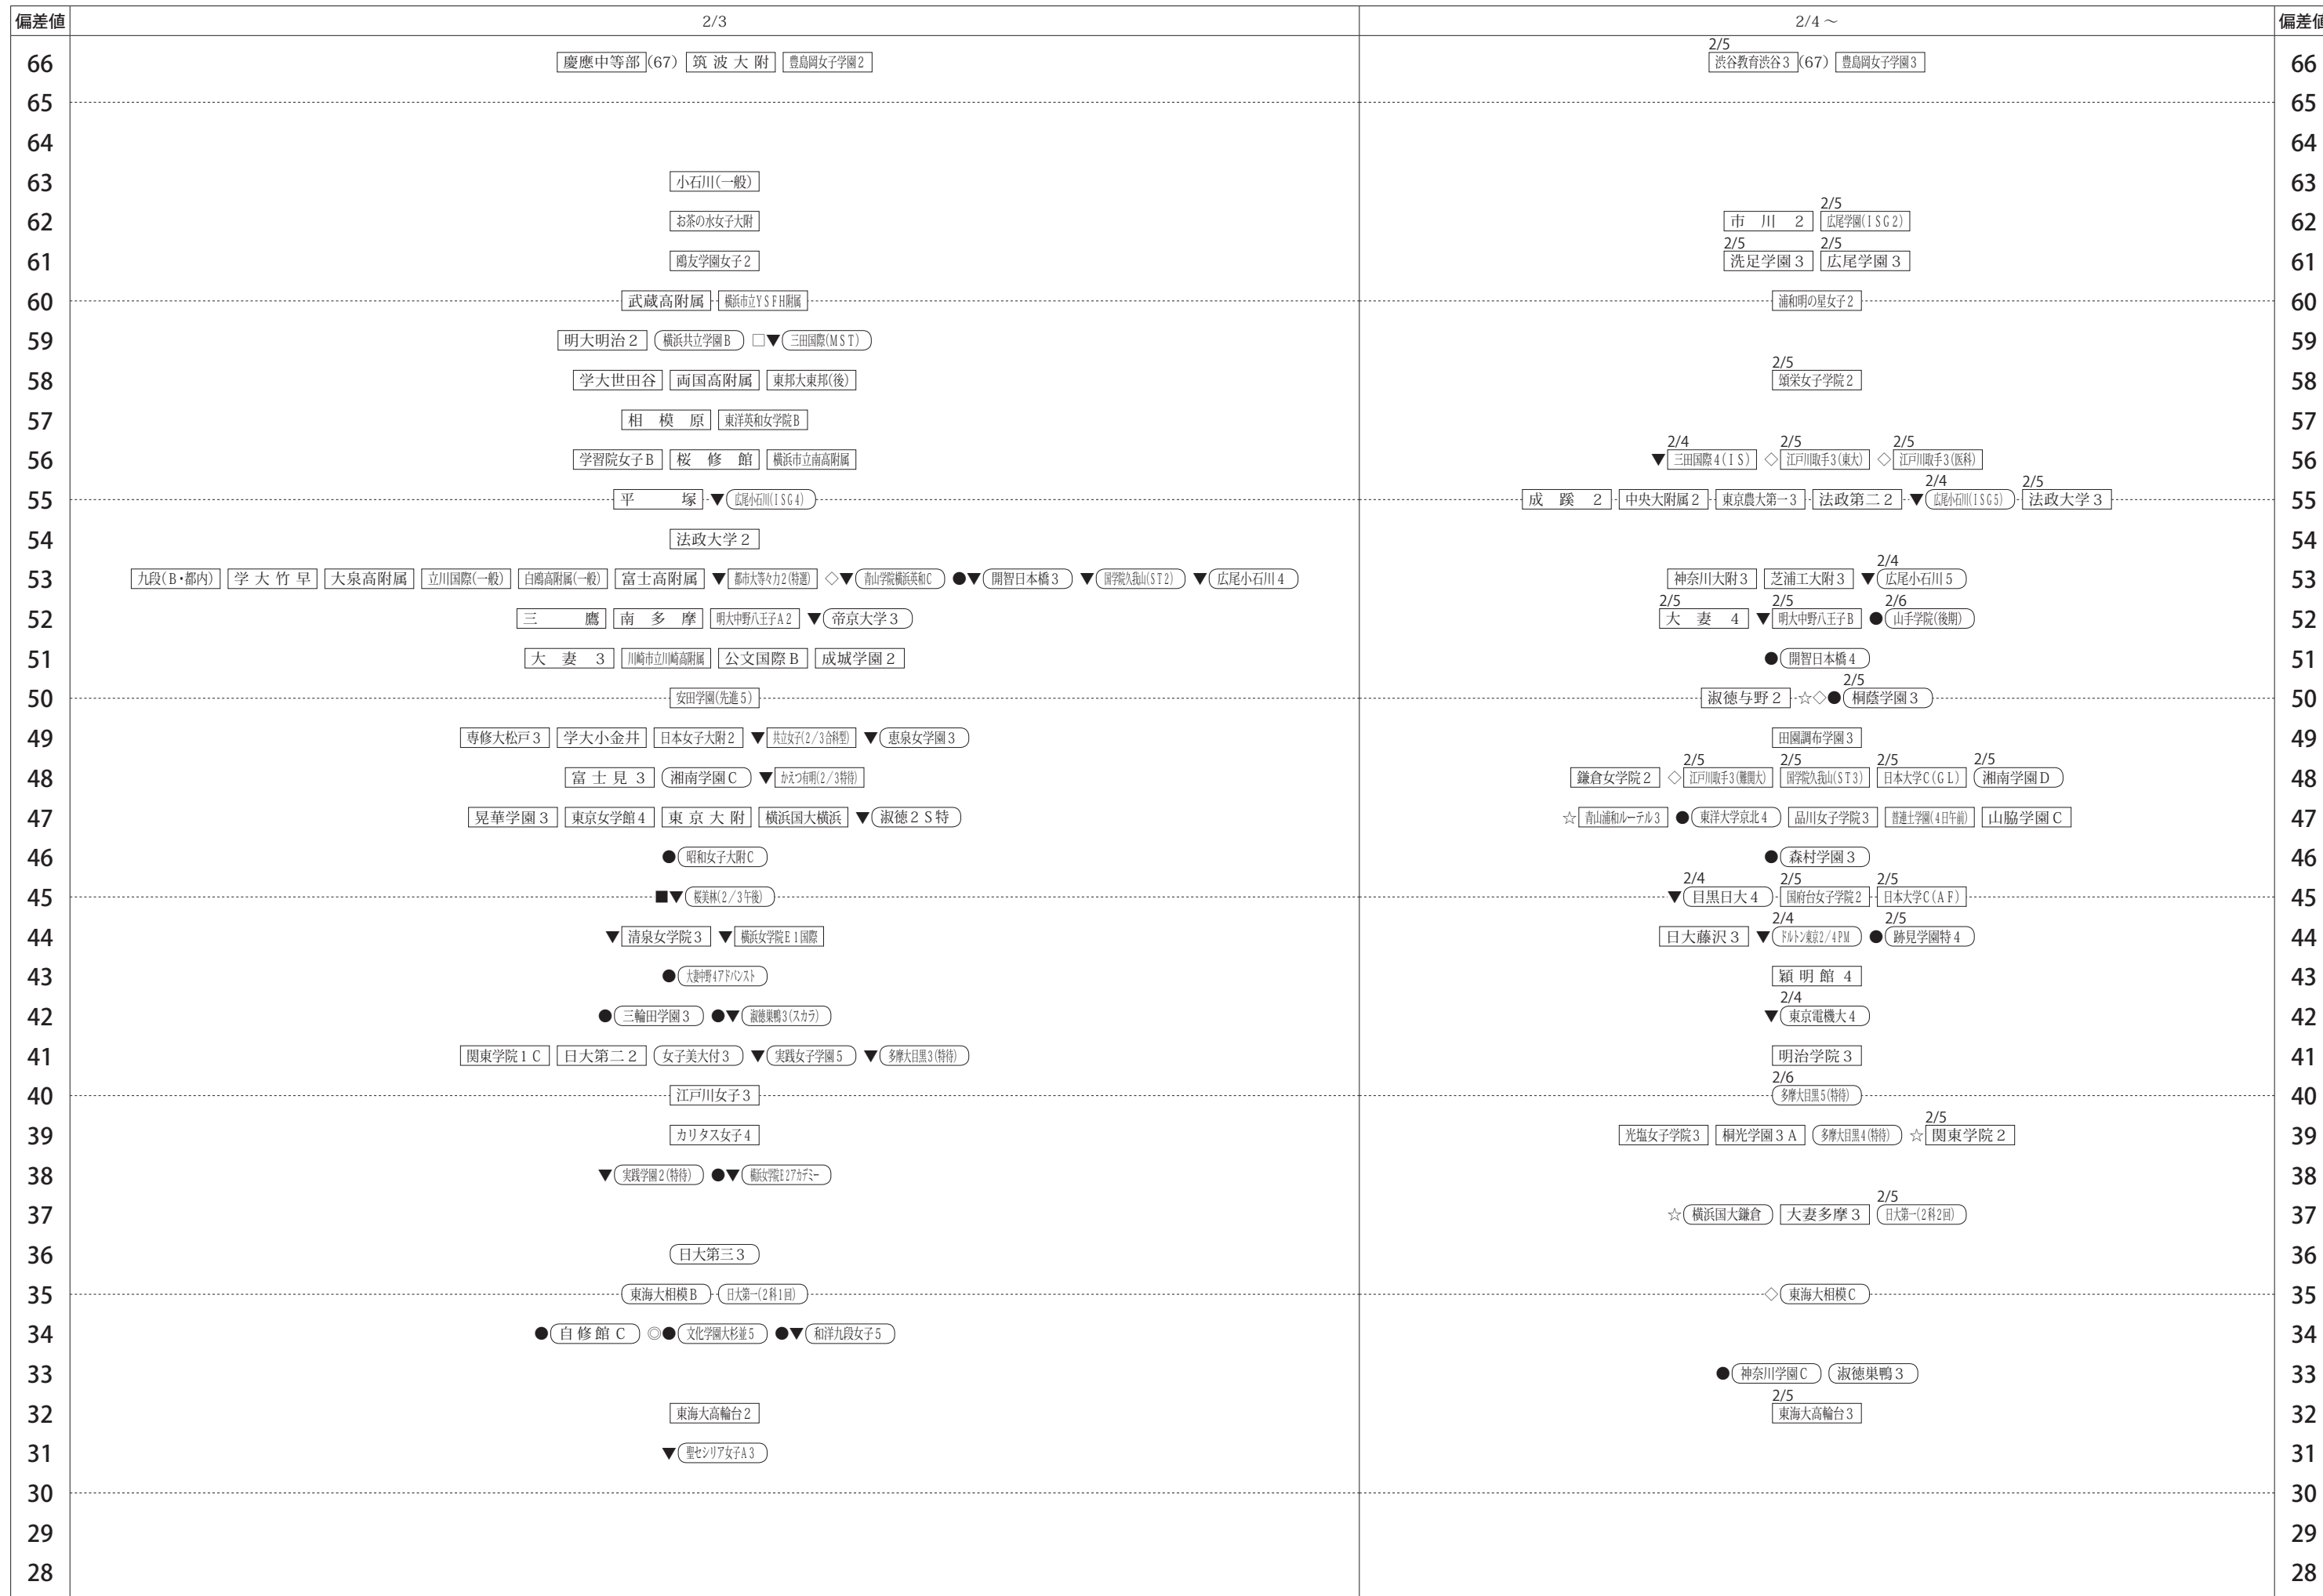 偏差値 2/3 2/4～ 偏差値
2/5
66 慶應中等部(67) 筑波大附 豊島岡女子学園2 渋谷教育渋谷3(67) 豊島岡女子学園3 66
65 65
64 64
63 小石川(一般) 63
2/5
62 お茶の水女子大附 市川2 広尾学園(ISG2) 62
2/5 2/5
61 鷗友学園女子2 洗足学園3 広尾学園3 61
60 武蔵高附属 横浜市立YSFH附属 浦和明の星女子2 60
59 明大明治2 横浜共立学園B □▼三田国際(MST) 59
2/5
58 学大世田谷 両国高附属 東邦大東邦(後) 頌栄女子学院2 58
57 相模原 東洋英和女学院B 57
2/4 2/5 2/5
56 学習院女子B 桜修館 横浜市立南高附属 ▼三田国際4(IS) ◇江戸川取手3(東大) ◇江戸川取手3(医科) 56
2/4 2/5
55 平塚 ▼広尾小石川(ISG4) 成蹊2 中央大附属2 東京農大第一3 法政第二2 ▼広尾小石川(ISG5) 法政大学3 55
54 法政大学2 54
2/4
53 九段(B・都内) 学大竹早 大泉高附属 立川国際(一般) 白鷗高附属(一般) 富士高附属 ▼都市大等々力2(特選) ◇▼青山学院横浜英和C ●▼開智日本橋3 ▼国学院久我山(ST2) ▼広尾小石川4 神奈川大附3 芝浦工大附3 ▼広尾小石川5 53
2/5 2/5 2/6
52 三鷹 南多摩 明大中野八王子A2 ▼帝京大学3 大妻4 ▼明大中野八王子B ●山手学院(後期) 52
51 大妻3 川崎市立川崎高附属 公文国際B 成城学園2 ●開智日本橋4 51
2/5
50 安田学園(先進5) 淑徳与野2 ☆◇●桐蔭学園3 50
49 専修大松戸3 学大小金井 日本女子大附2 ▼共立女子(2/3合科型) ▼恵泉女学園3 田園調布学園3 49
2/5 2/5 2/5 2/5
48 富士見3 湘南学園C ▼かえつ有明(2/3特待) 鎌倉女学院2 ◇江戸川取手3(難関大) 国学院久我山(ST3) 日本大学C(GL) 湘南学園D 48
47 晃華学園3 東京女学館4 東京大附 横浜国大横浜 ▼淑徳2S特 ☆青山浦和ルーテル3 ●東洋大学京北4 品川女子学院3 普連土学園(4日午前) 山脇学園C 47
46 ●昭和女子大附C ●森村学園3 46
2/4 2/5 2/5
45 ■▼桜美林(2/3午後) ▼目黒日大4 国府台女子学院2 日本大学C(AF) 45
2/4 2/5
44 ▼清泉女学院3 ▼横浜女学院E1国際 日大藤沢3 ▼ドルトン東京2/4PM ●跡見学園特4 44
43 ●大妻中野4アドバンスト 穎明館4 43
2/4
42 ●三輪田学園3 ●▼淑徳巣鴨3(スカラ) ▼東京電機大4 42
41 関東学院1C 日大第二2 女子美大付3 ▼実践女子学園5 ▼多摩大目黒3(特待) 明治学院3 41
2/6
40 江戸川女子3 多摩大目黒5(特待) 40
2/5
39 カリタス女子4 光塩女子学院3 桐光学園3A 多摩大目黒4(特待) ☆関東学院2 39
38 ▼実践学園2(特待) ●▼横浜女学院E2アカデミー 38
2/5
37 ☆横浜国大鎌倉 大妻多摩3 日大第一(2科2回) 37
36 日大第三3 36
35 東海大相模B 日大第一(2科1回) ◇東海大相模C 35
34 ●自修館C ◎●文化学園大杉並5 ●▼和洋九段女子5 34
33 ●神奈川学園C 淑徳巣鴨3 33
2/5
32 東海大高輪台2 東海大高輪台3 32
31 ▼聖セシリア女子A3 31
30 30
29 29
28 28